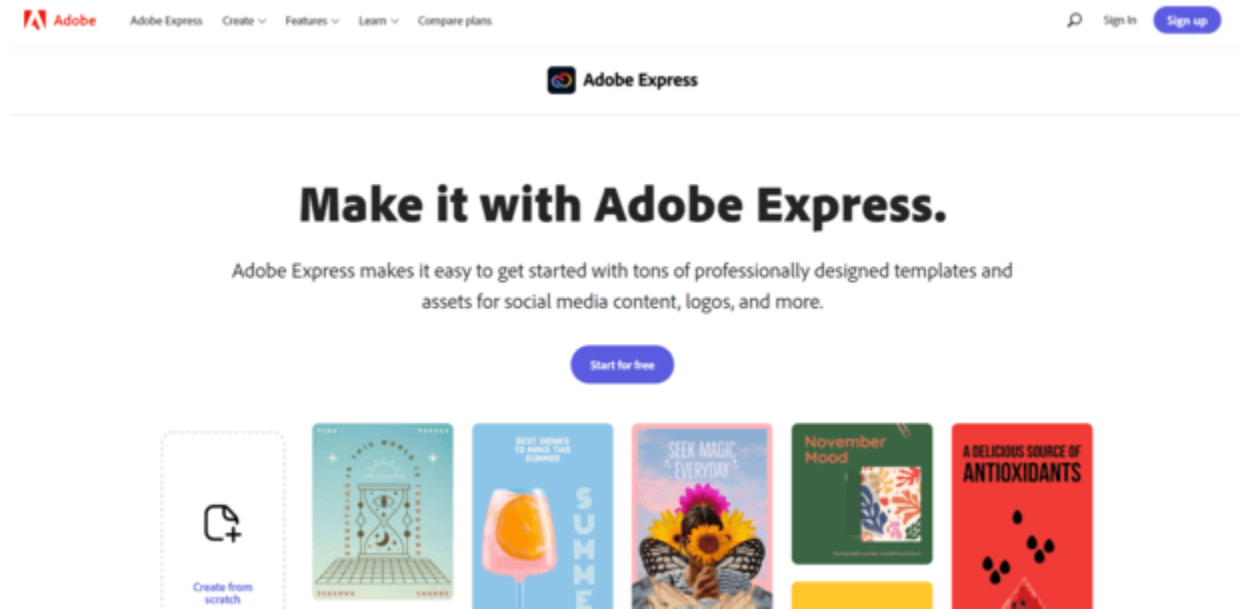 Adobe
Adobe Express
Create
Features
Learn
Compare plans
Sign In
Sign up
Adobe Express
Make it with Adobe Express.
Adobe Express makes it easy to get started with tons of professionally designed templates and
assets for social media content, logos, and more.
Start for free
Create from
scratch
BEST DRINKS
TO MAKE THIS
SUMMER
SUMME
SEEK MAGIC
EVERYDAY
November
Mood
A DELICIOUS SOURCE OF
ANTIOXIDANTS